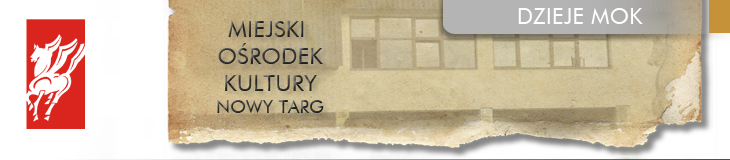 DZIEJE MOK
MIEJSKI
OŚRODEK
KULTURY
NOWY TARG